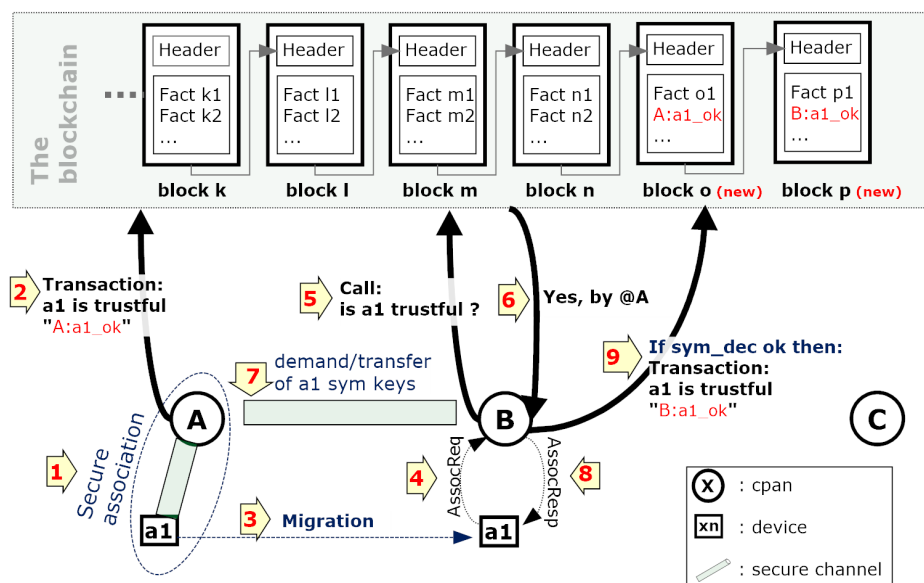 The
blockchain
Header
Fact k1
Fact k2
...
block k
Header
Fact l1
Fact l2
...
block l
Header
Fact m1
Fact m2
...
block m
Header
Fact n1
Fact n2
...
block n
Header
Fact o1
A:a1_ok
...
block o (new)
Header
Fact p1
B:a1_ok
...
block p (new)
2
Transaction:
a1 is trustful
"A:a1_ok"
5
Call:
is a1 trustful ?
6
Yes, by @A
9
If sym_dec ok then:
Transaction:
a1 is trustful
"B:a1_ok"
7
demand/transfer
of a1 sym keys
A
B
C
1
Secure
association
a1
3
Migration
4
AssocReq
AssocResp
8
a1
X
: cpan
xn
: device
: secure channel